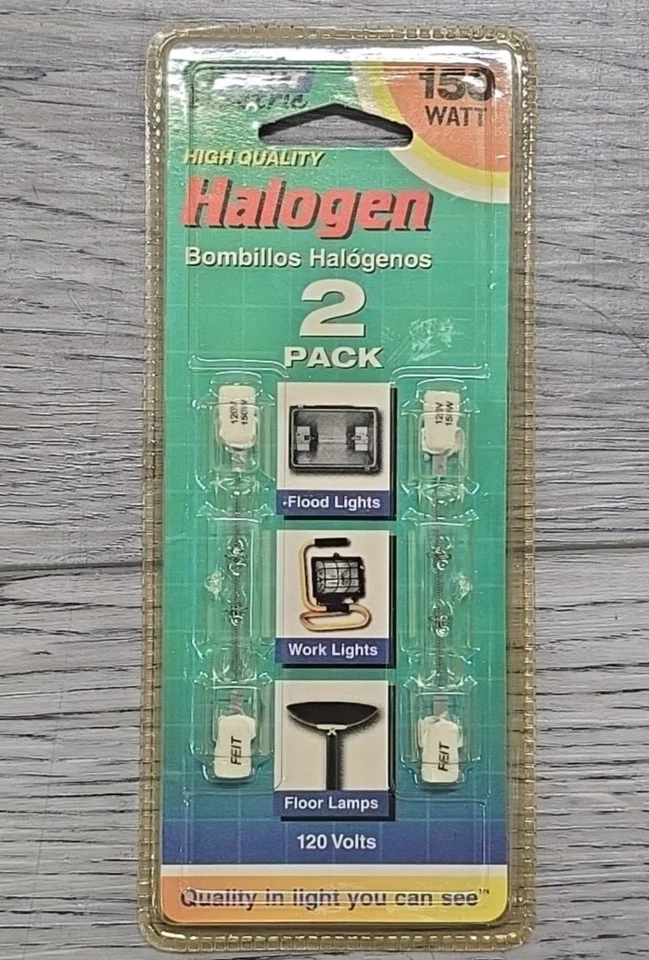 Electric
150
WATT
HIGH QUALITY
Halogen
Bombillos Halógenos
2
PACK
120V
150W
120V
150W
Flood Lights
Work Lights
FEIT
FEIT
Floor Lamps
120 Volts
Quality in light you can see™